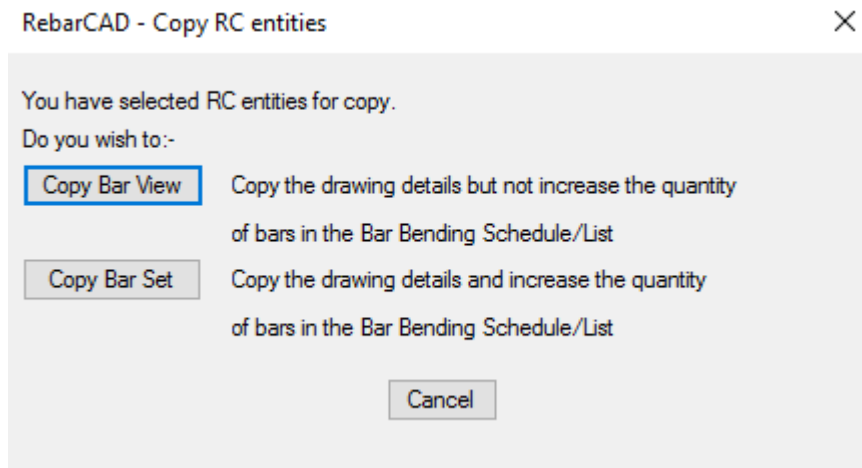 RebarCAD - Copy RC entities
You have selected RC entities for copy.
Do you wish to:-
Copy Bar View
Copy the drawing details but not increase the quantity
of bars in the Bar Bending Schedule/List
Copy Bar Set
Copy the drawing details and increase the quantity
of bars in the Bar Bending Schedule/List
Cancel